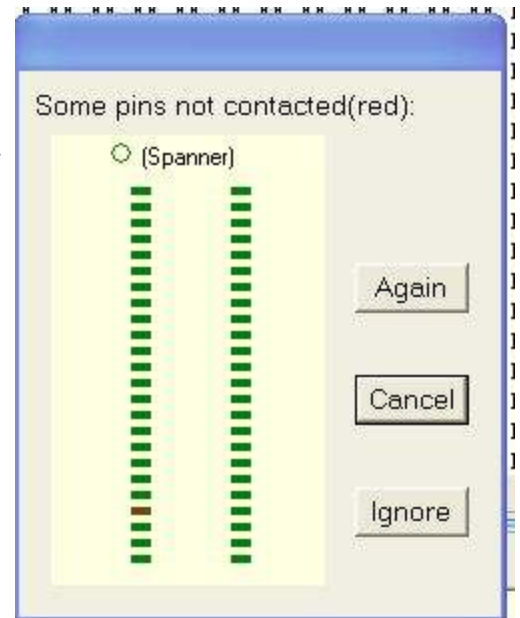 Some pins not contacted(red):
(Spanner)
Again
Cancel
Ignore